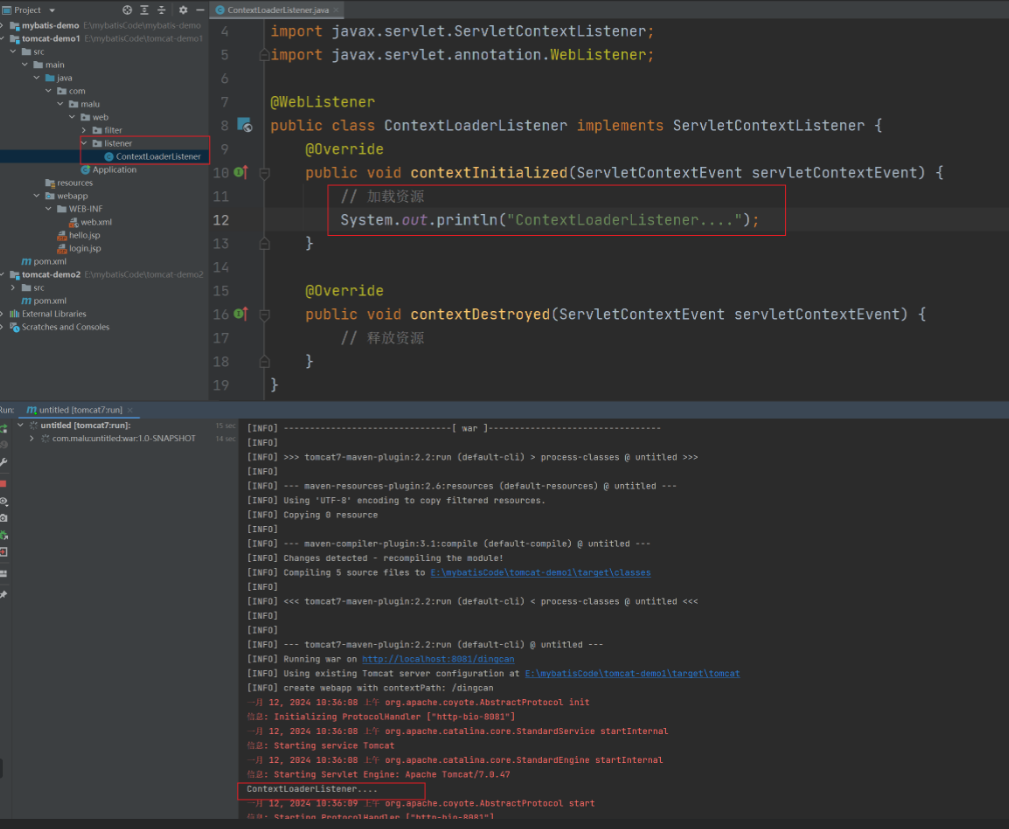 Project
mybatis-demo E:\mybatisCode\mybatis-demo
tomcat-demo1 E:\mybatisCode\tomcat-demo1
src
main
java
com
malu
web
filter
listener
ContextLoaderListener
Application
resources
webapp
WEB-INF
web.xml
hello.jsp
login.jsp
pom.xml
tomcat-demo2 E:\mybatisCode\tomcat-demo2
src
pom.xml
External Libraries
Scratches and Consoles
ContextLoaderListener.java
4 import javax.servlet.ServletContextListener;
5 import javax.servlet.annotation.WebListener;
6
7 @WebListener
8 public class ContextLoaderListener implements ServletContextListener {
9 @Override
10 public void contextInitialized(ServletContextEvent servletContextEvent) {
11 // 加载资源
12 System.out.println("ContextLoaderListener....");
13 }
14
15 @Override
16 public void contextDestroyed(ServletContextEvent servletContextEvent) {
17 // 释放资源
18 }
19 }
Run: untitled [tomcat7:run]
untitled [tomcat7:run]: 15 sec
com.malu:untitled:war:1.0-SNAPSHOT 14 sec
[INFO] --------------------------------[ war ]---------------------------------
[INFO]
[INFO] >>> tomcat7-maven-plugin:2.2:run (default-cli) > process-classes @ untitled >>>
[INFO]
[INFO] --- maven-resources-plugin:2.6:resources (default-resources) @ untitled ---
[INFO] Using 'UTF-8' encoding to copy filtered resources.
[INFO] Copying 0 resource
[INFO]
[INFO] --- maven-compiler-plugin:3.1:compile (default-compile) @ untitled ---
[INFO] Changes detected - recompiling the module!
[INFO] Compiling 5 source files to E:\mybatisCode\tomcat-demo1\target\classes
[INFO]
[INFO] <<< tomcat7-maven-plugin:2.2:run (default-cli) < process-classes @ untitled <<<
[INFO]
[INFO]
[INFO] --- tomcat7-maven-plugin:2.2:run (default-cli) @ untitled ---
[INFO] Running war on http://localhost:8081/dingcan
[INFO] Using existing Tomcat server configuration at E:\mybatisCode\tomcat-demo1\target\tomcat
[INFO] create webapp with contextPath: /dingcan
一月 12, 2024 10:36:08 上午 org.apache.coyote.AbstractProtocol init
信息: Initializing ProtocolHandler ["http-bio-8081"]
一月 12, 2024 10:36:08 上午 org.apache.catalina.core.StandardService startInternal
信息: Starting service Tomcat
一月 12, 2024 10:36:08 上午 org.apache.catalina.core.StandardEngine startInternal
信息: Starting Servlet Engine: Apache Tomcat/7.0.47
ContextLoaderListener....
一月 12, 2024 10:36:09 上午 org.apache.coyote.AbstractProtocol start
信息: Starting ProtocolHandler ["http-bio-8081"]